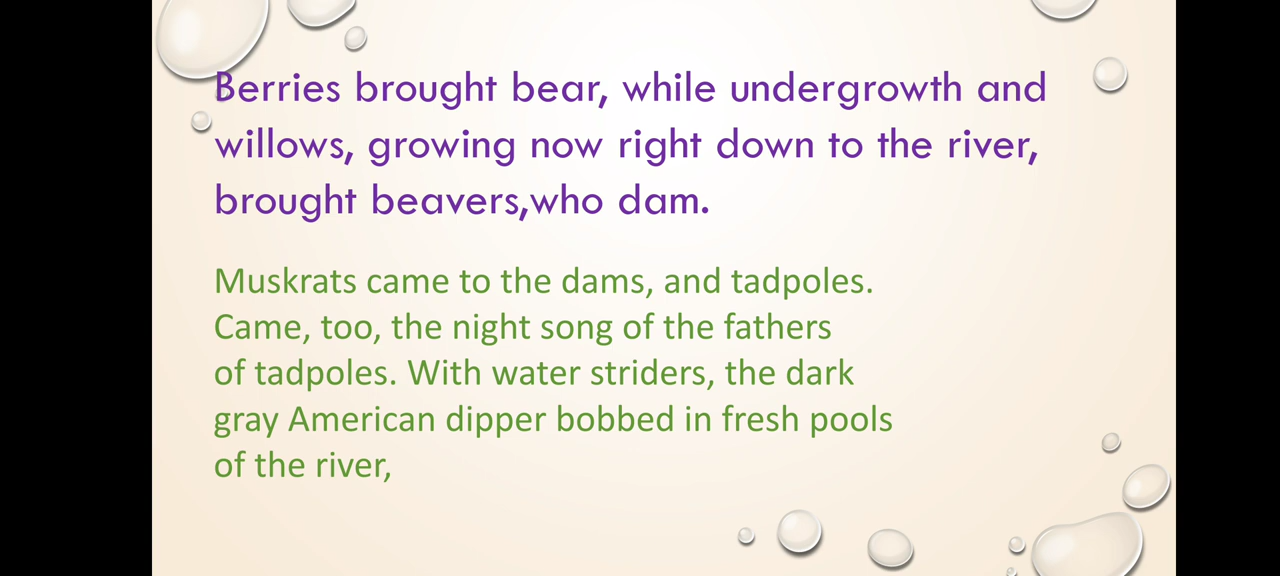 Berries brought bear, while undergrowth and
willows, growing now right down to the river,
brought beavers,who dam.
Muskrats came to the dams, and tadpoles.
Came, too, the night song of the fathers
of tadpoles. With water striders, the dark
gray American dipper bobbed in fresh pools
of the river,